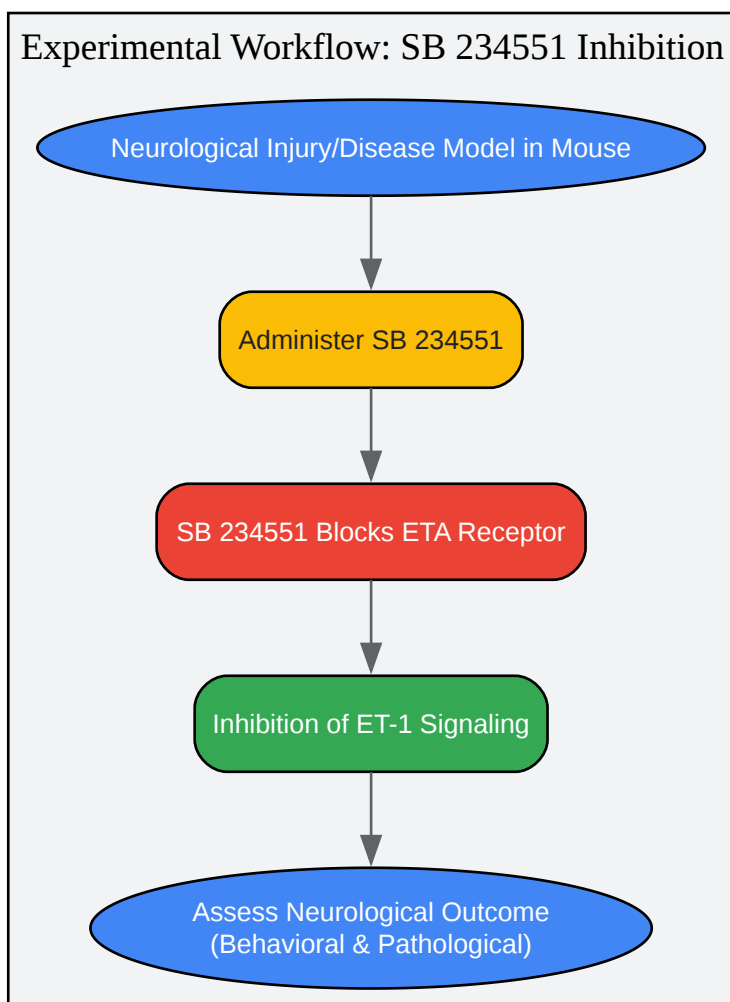 Experimental Workflow: SB 234551 Inhibition
Neurological Injury/Disease Model in Mouse
Administer SB 234551
SB 234551 Blocks ETA Receptor
Inhibition of ET-1 Signaling
Assess Neurological Outcome
(Behavioral & Pathological)